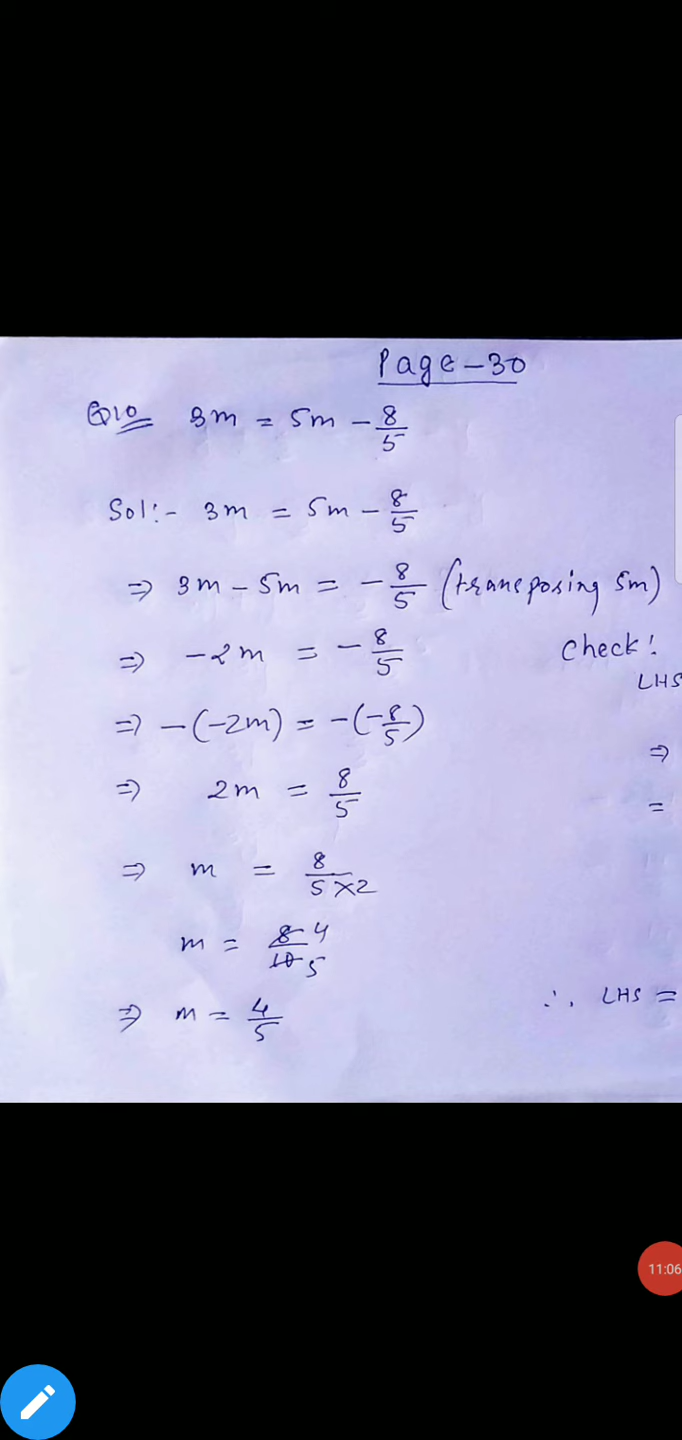 Page-30
Q10 3m = 5m - 8/5
Sol:- 3m = 5m - 8/5
⇒ 3m - 5m = - 8/5 (transposing 5m)
⇒ -2m = - 8/5
Check!
LHS
⇒ -(-2m) = -(-8/5)
⇒
⇒ 2m = 8/5
=
⇒ m = 8/5×2
m = 8/10 4/5
⇒ m = 4/5
∴ LHS =
11:06